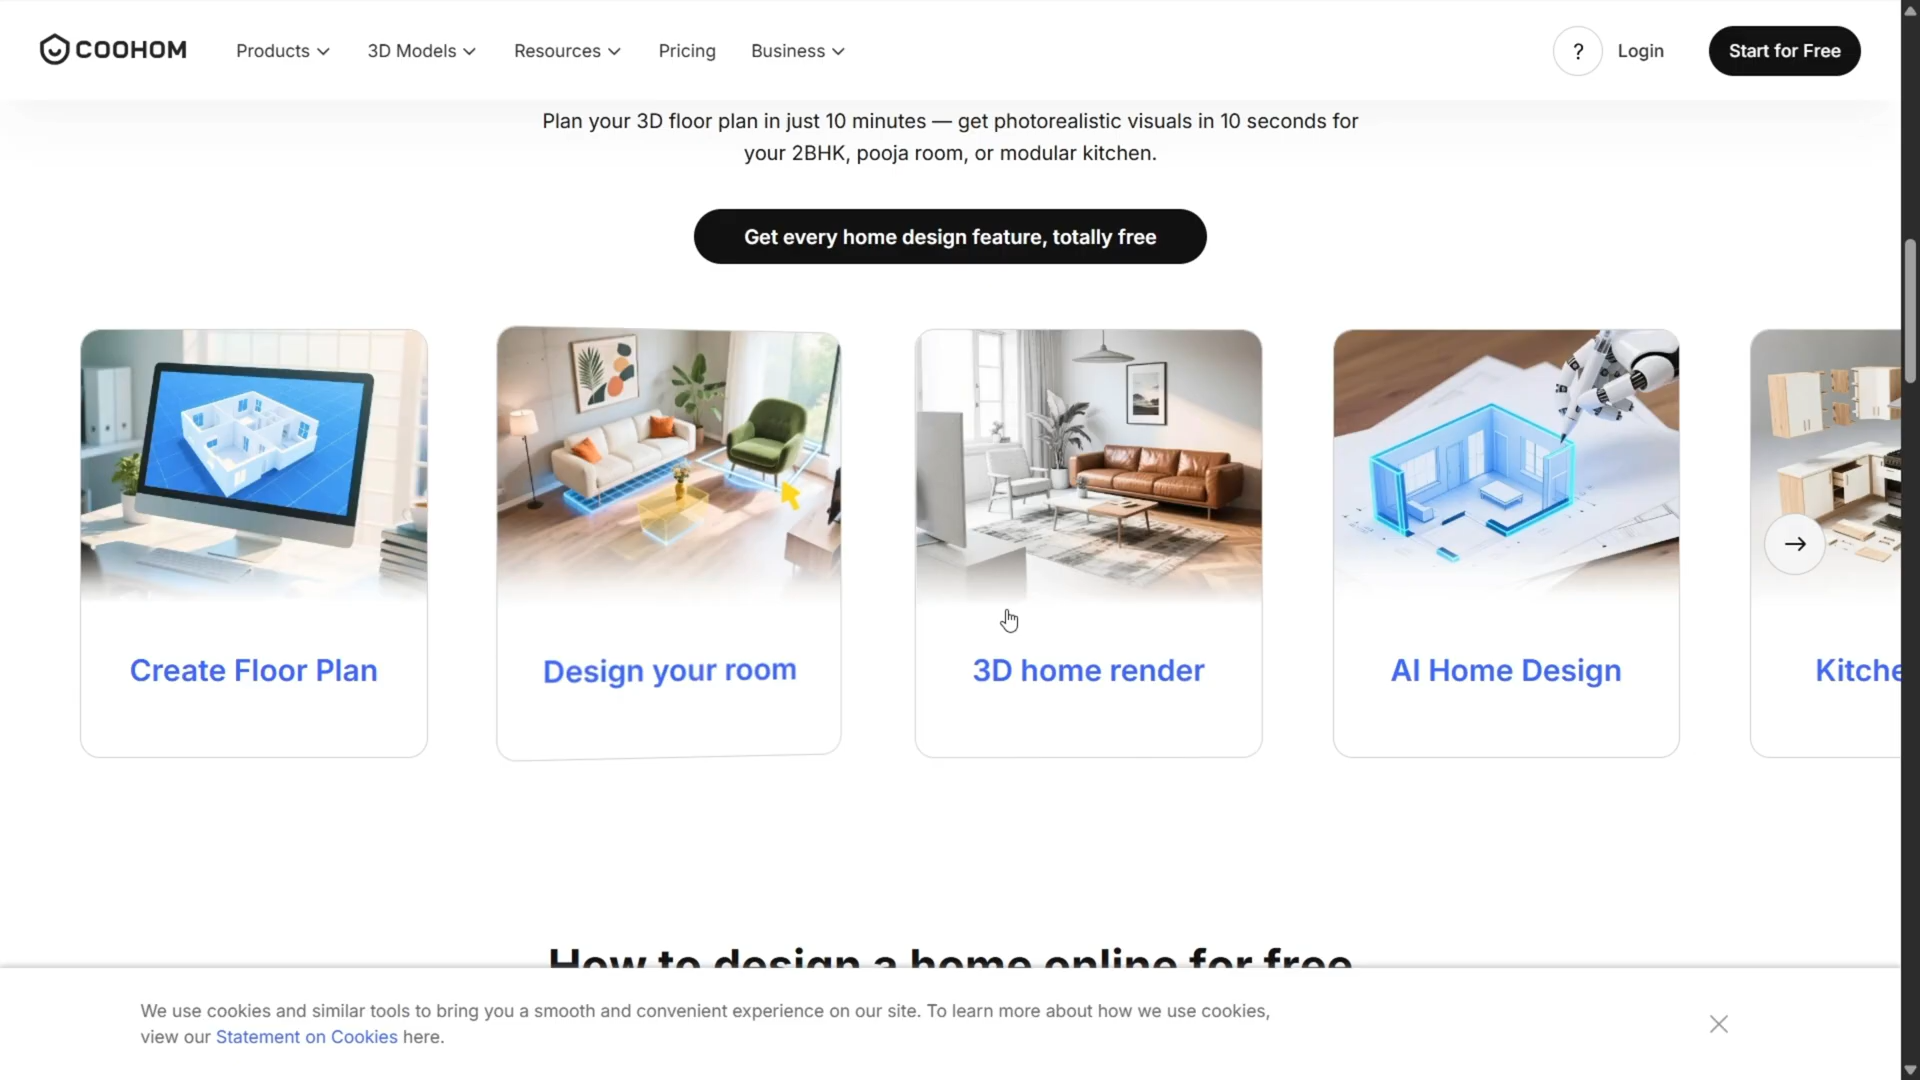 COOHOM
Products
3D Models
Resources
Pricing
Business
?
Login
Start for Free
Plan your 3D floor plan in just 10 minutes — get photorealistic visuals in 10 seconds for
your 2BHK, pooja room, or modular kitchen.
Get every home design feature, totally free
Create Floor Plan
Design your room
3D home render
AI Home Design
Kitche
How to design a home online for free
We use cookies and similar tools to bring you a smooth and convenient experience on our site. To learn more about how we use cookies,
view our Statement on Cookies here.